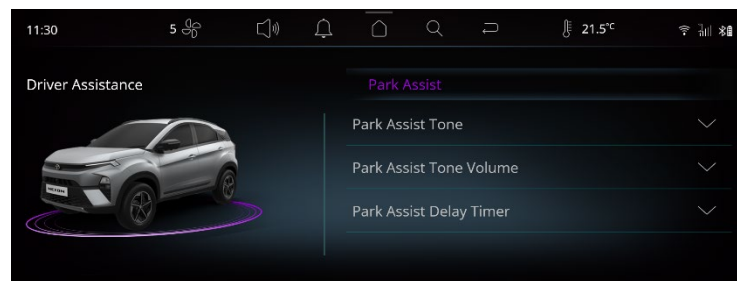 11:30
5
21.5°C
Driver Assistance
Park Assist
Park Assist Tone
Park Assist Tone Volume
Park Assist Delay Timer
NEXON